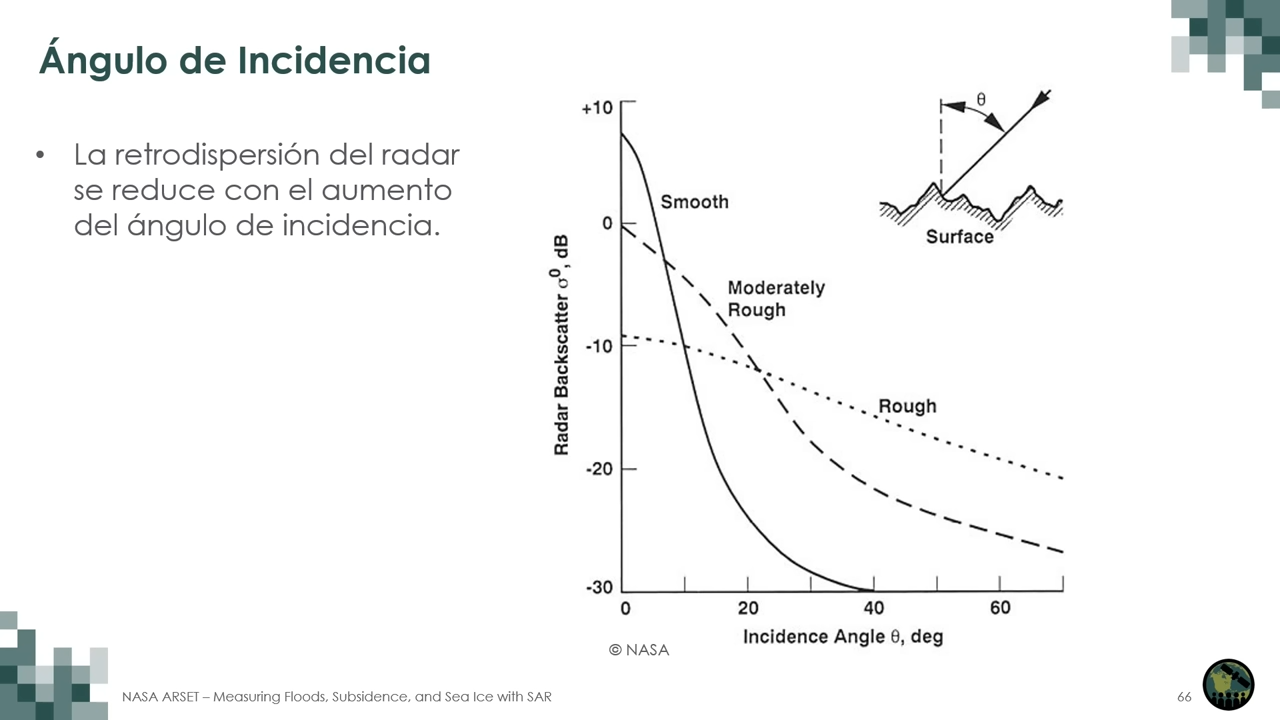 Ángulo de Incidencia
• La retrodispersión del radar
se reduce con el aumento
del ángulo de incidencia.
+10
0
-10
-20
-30
Radar Backscatter σ⁰, dB
Smooth
Moderately
Rough
Rough
θ
Surface
0
20
40
60
Incidence Angle θ, deg
© NASA
NASA ARSET – Measuring Floods, Subsidence, and Sea Ice with SAR
66